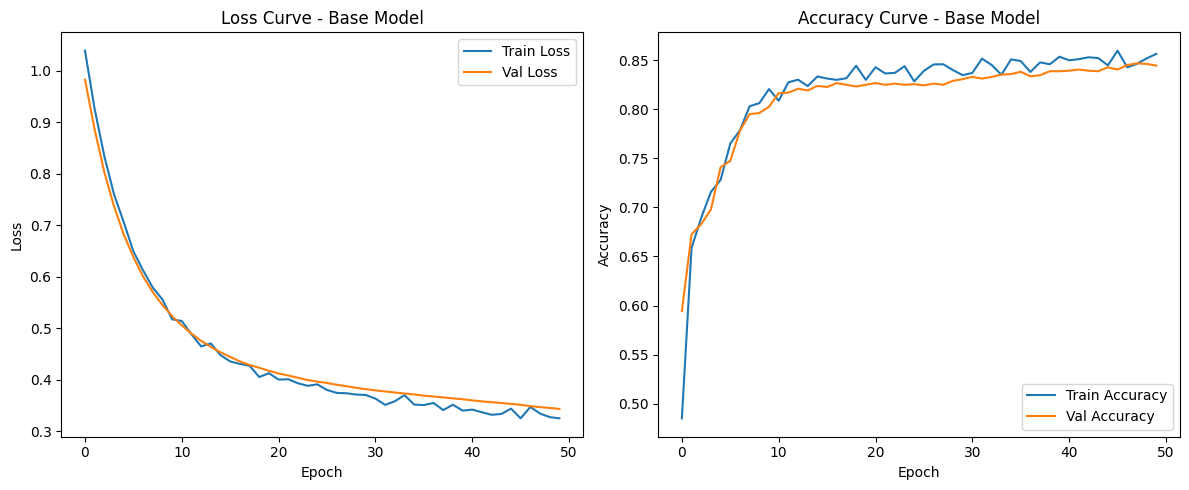 Loss Curve - Base Model
Train Loss
Val Loss
1.0
0.9
0.8
0.7
0.6
0.5
0.4
0.3
Loss
0 10 20 30 40 50
Epoch
Accuracy Curve - Base Model
0.85
0.80
0.75
0.70
0.65
0.60
0.55
0.50
Accuracy
Train Accuracy
Val Accuracy
0 10 20 30 40 50
Epoch